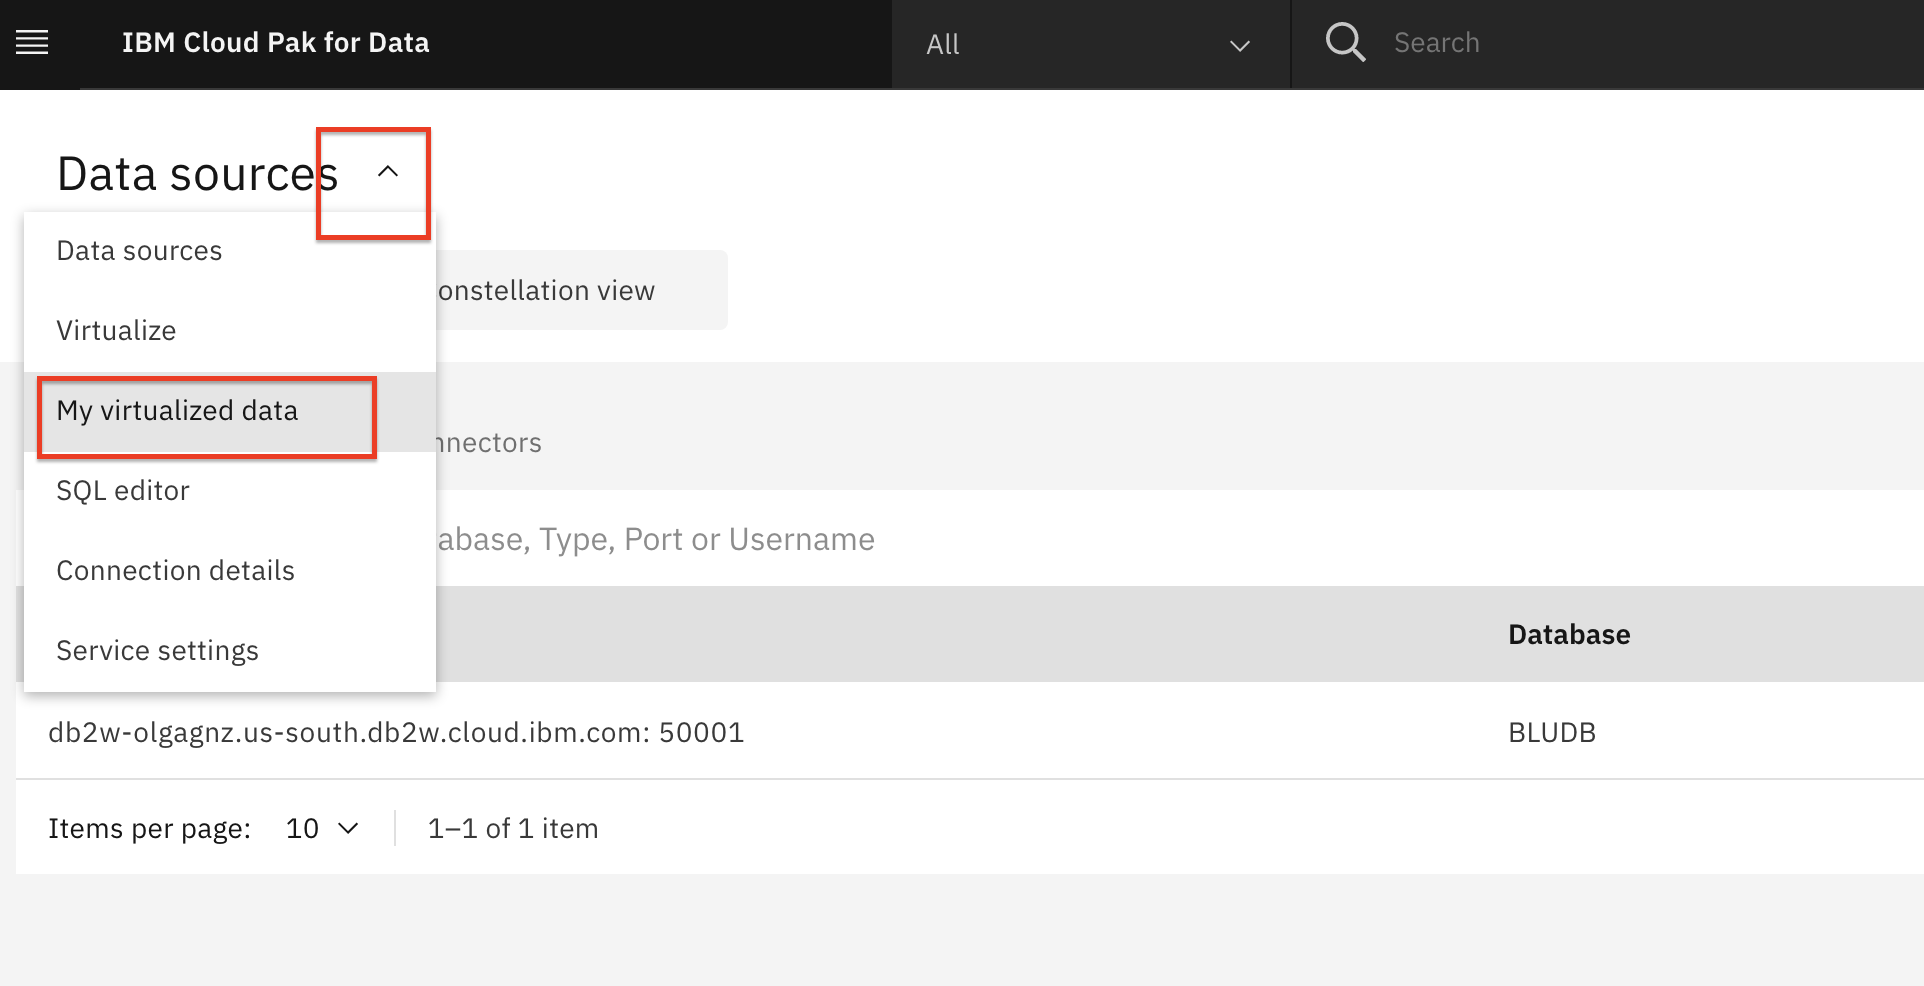 IBM Cloud Pak for Data
All
Search
Data sources
Data sources
onstellation view
Virtualize
My virtualized data
nnectors
SQL editor
abase, Type, Port or Username
Connection details
Database
Service settings
db2w-olgagnz.us-south.db2w.cloud.ibm.com: 50001
BLUDB
Items per page: 10
1–1 of 1 item